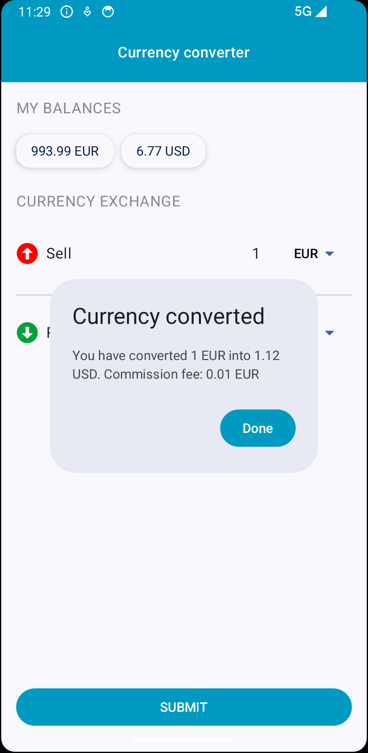 11:29 5G
Currency converter
MY BALANCES
993.99 EUR 6.77 USD
CURRENCY EXCHANGE
Sell 1 EUR
Currency converted
You have converted 1 EUR into 1.12
USD. Commission fee: 0.01 EUR
Done
SUBMIT